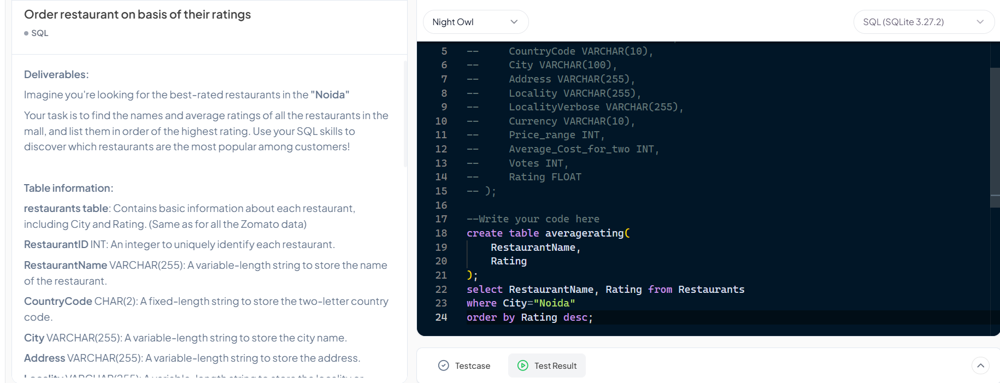 Order restaurant on basis of their ratings
SQL
Deliverables:
Imagine you're looking for the best-rated restaurants in the "Noida"
Your task is to find the names and average ratings of all the restaurants in the
mall, and list them in order of the highest rating. Use your SQL skills to
discover which restaurants are the most popular among customers!
Table information:
restaurants table: Contains basic information about each restaurant,
including City and Rating. (Same as for all the Zomato data)
RestaurantID INT: An integer to uniquely identify each restaurant.
RestaurantName VARCHAR(255): A variable-length string to store the name
of the restaurant.
CountryCode CHAR(2): A fixed-length string to store the two-letter country
code.
City VARCHAR(255): A variable-length string to store the city name.
Address VARCHAR(255): A variable-length string to store the address.
Locality VARCHAR(255): A variable-length string to store the locality or
Night Owl
SQL (SQLite 3.27.2)
5 -- CountryCode VARCHAR(10),
6 -- City VARCHAR(100),
7 -- Address VARCHAR(255),
8 -- Locality VARCHAR(255),
9 -- LocalityVerbose VARCHAR(255),
10 -- Currency VARCHAR(10),
11 -- Price_range INT,
12 -- Average_Cost_for_two INT,
13 -- Votes INT,
14 -- Rating FLOAT
15 -- );
16
17 --Write your code here
18 create table averagerating(
19 RestaurantName,
20 Rating
21 );
22 select RestaurantName, Rating from Restaurants
23 where City="Noida"
24 order by Rating desc;
Testcase
Test Result